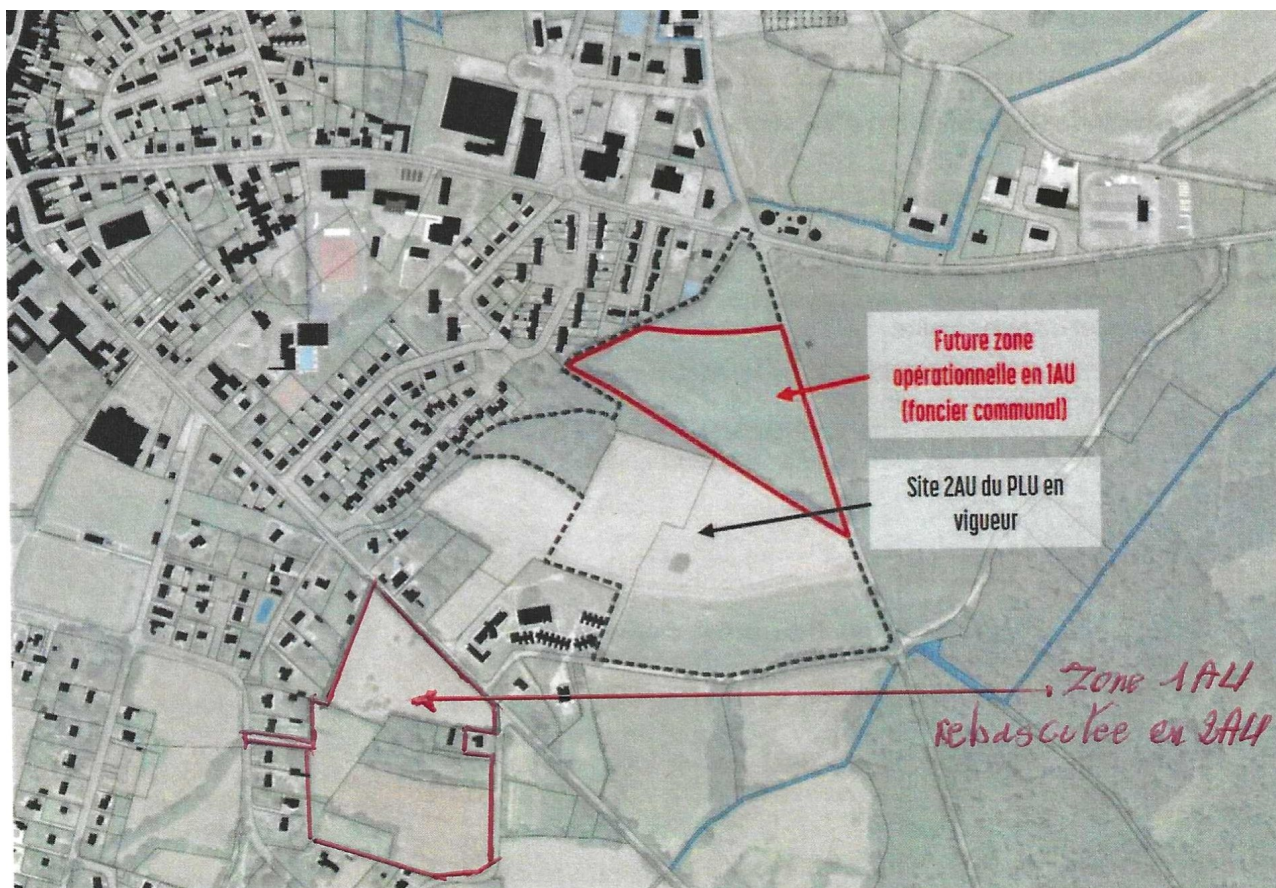 Future zone
opérationnelle en 1AU
(foncier communal)
Site 2AU du PLU en
vigueur
Zone 1AU
rebasculée en 2AU